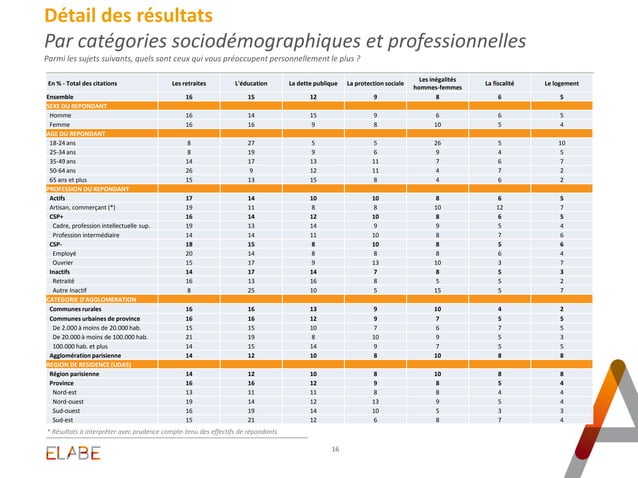 Détail des résultats
Par catégories sociodémographiques et professionnelles
Parmi les sujets suivants, quels sont ceux qui vous préoccupent personnellement le plus ?
En % - Total des citations Les retraites L'éducation La dette publique La protection sociale Les inégalités hommes-femmes La fiscalité Le logement
Ensemble 16 15 12 9 8 6 5
SEXE DU REPONDANT
Homme 16 14 15 9 6 6 5
Femme 16 16 9 8 10 5 4
AGE DU REPONDANT
18-24 ans 8 27 5 5 26 5 10
25-34 ans 8 19 9 6 9 4 5
35-49 ans 14 17 13 11 7 6 7
50-64 ans 26 9 12 11 4 7 2
65 ans et plus 15 13 15 8 4 6 2
PROFESSION DU REPONDANT
Actifs 17 14 10 10 8 6 5
Artisan, commerçant (*) 19 11 8 8 10 12 7
CSP+ 16 14 12 10 8 6 5
Cadre, profession intellectuelle sup. 19 13 14 9 9 5 4
Profession intermédiaire 14 14 11 10 8 7 6
CSP- 18 15 8 10 8 5 6
Employé 20 14 8 8 8 6 4
Ouvrier 15 17 9 13 10 3 7
Inactifs 14 17 14 7 8 5 3
Retraité 16 13 16 8 5 5 2
Autre Inactif 8 25 10 5 15 5 7
CATEGORIE D'AGGLOMERATION
Communes rurales 16 16 13 9 10 4 2
Communes urbaines de province 16 16 12 9 7 5 5
De 2.000 à moins de 20.000 hab. 15 15 10 7 6 7 5
De 20.000 à moins de 100.000 hab. 21 19 8 10 9 5 3
100.000 hab. et plus 14 15 14 9 7 5 5
Agglomération parisienne 14 12 10 8 10 8 8
REGION DE RESIDENCE (UDA5)
Région parisienne 14 12 10 8 10 8 8
Province 16 16 12 9 8 5 4
Nord-est 13 11 11 8 8 4 4
Nord-ouest 19 14 12 13 9 5 4
Sud-ouest 16 19 14 10 5 3 3
Sud-est 15 21 12 6 8 7 4
* Résultats à interpréter avec prudence compte-tenu des effectifs de répondants
ELABE
16